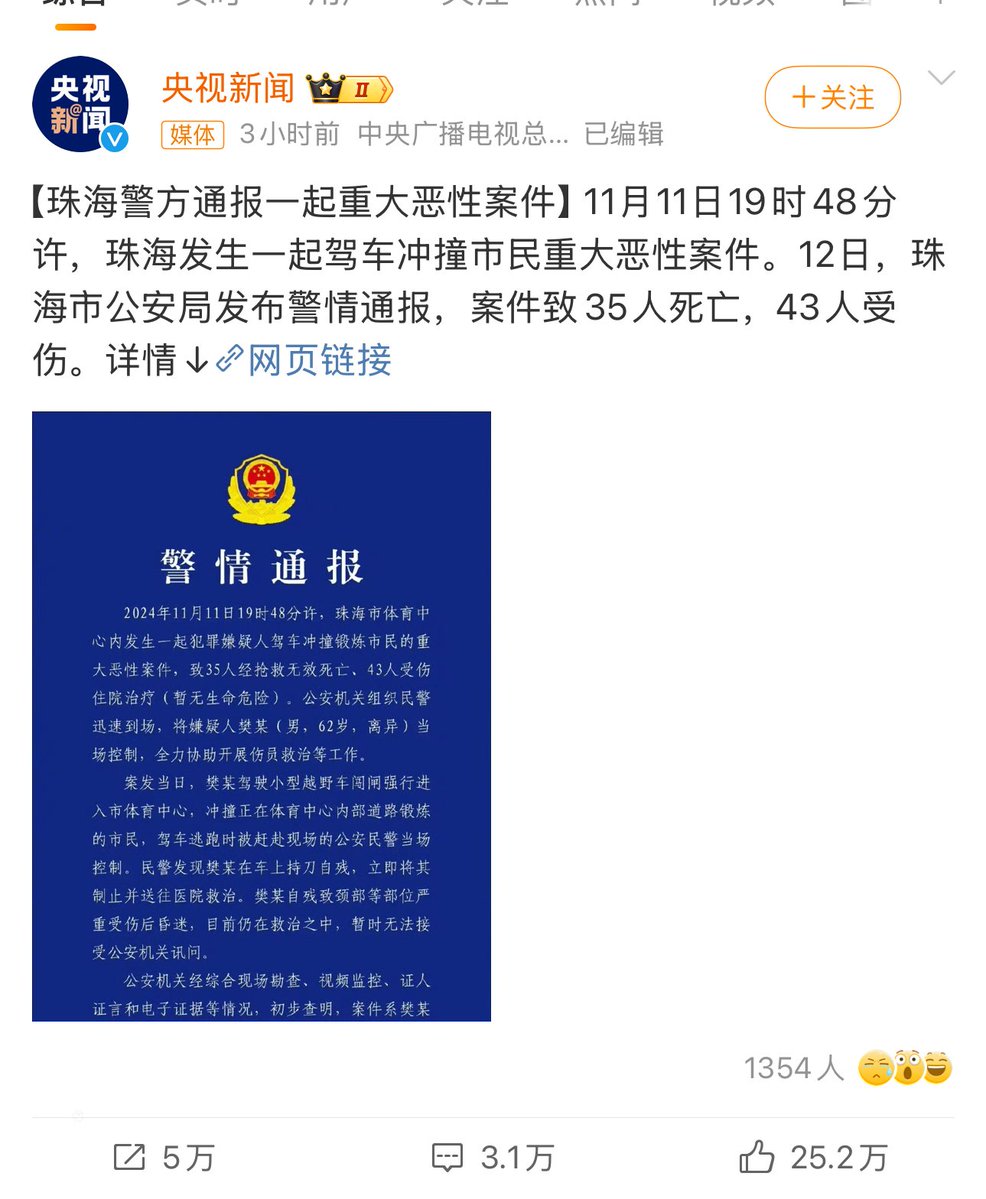 央视
新@闻
央视新闻 II
+关注
媒体 3小时前 中央广播电视总... 已编辑
【珠海警方通报一起重大恶性案件】11月11日19时48分
许，珠海发生一起驾车冲撞市民重大恶性案件。12日，珠
海市公安局发布警情通报，案件致35人死亡，43人受
伤。详情↓网页链接
警情通报
2024年11月11日19时48分许，珠海市体育中
心内发生一起犯罪嫌疑人驾车冲撞锻炼市民的重
大恶性案件，致35人经抢救无效死亡、43人受伤
住院治疗（暂无生命危险）。公安机关组织民警
迅速到场，将嫌疑人樊某（男，62岁，离异）当
场控制，全力协助开展伤员救治等工作。
案发当日，樊某驾驶小型越野车闯闸强行进
入市体育中心，冲撞正在体育中心内部道路锻炼
的市民，驾车逃跑时被赶赴现场的公安民警当场
控制。民警发现樊某在车上持刀自残，立即将其
制止并送往医院救治。樊某自残致颈部等部位严
重受伤后昏迷，目前仍在救治之中，暂时无法接
受公安机关讯问。
公安机关经综合现场勘查、视频监控、证人
证言和电子证据等情况，初步查明，案件系樊某
1354人
5万 3.1万 25.2万